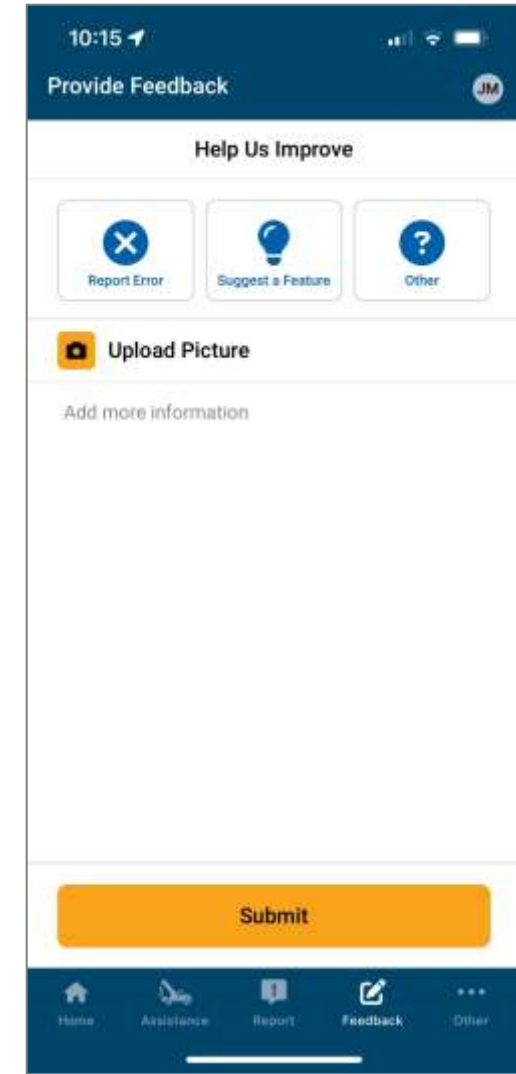 10:15
Provide Feedback
JM
Help Us Improve
Report Error
Suggest a Feature
Other
Upload Picture
Add more information
Submit
Home
Assistance
Report
Feedback
Other